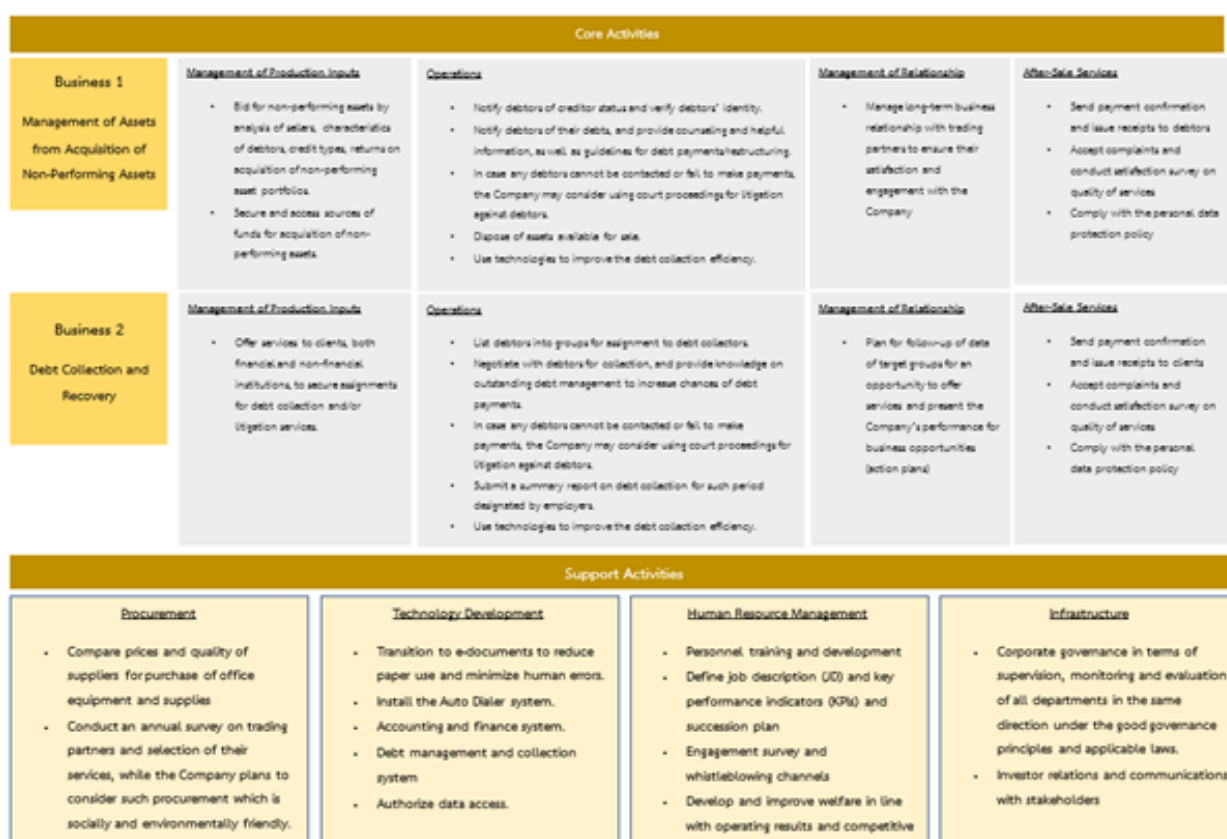 Core Activities
Business 1
Management of Assets
from Acquisition of
Non-Performing Assets
Management of Production Inputs
• Bid for non-performing assets by
analysis of sellers, characteristics
of debtors, credit types, returns on
acquisition of non-performing
asset portfolios.
• Secure and access sources of
funds for acquisition of non-
performing assets.
Operations
• Notify debtors of creditor status and verify debtors' identity.
• Notify debtors of their debts, and provide counseling and helpful
information, as well as guidelines for debt payments/restructuring.
• In case any debtors cannot be contacted or fail to make payments,
the Company may consider using court proceedings for litigation
against debtors.
• Dispose of assets available for sale.
• Use technologies to improve the debt collection efficiency.
Management of Relationship
• Manage long-term business
relationship with trading
partners to ensure their
satisfaction and
engagement with the
Company
After-Sale Services
• Send payment confirmation
and issue receipts to debtors
• Accept complaints and
conduct satisfaction survey on
quality of services
• Comply with the personal data
protection policy
Business 2
Debt Collection and
Recovery
Management of Production Inputs
• Offer services to clients, both
financial and non-financial
institutions, to secure assignments
for debt collection and/or
litigation services.
Operations
• List debtors into groups for assignment to debt collectors.
• Negotiate with debtors for collection, and provide knowledge on
outstanding debt management to increase chances of debt
payments.
• In case any debtors cannot be contacted or fail to make
payments, the Company may consider using court proceedings for
litigation against debtors.
• Submit a summary report on debt collection for such period
designated by employers.
• Use technologies to improve the debt collection efficiency.
Management of Relationship
• Plan for follow-up of data
of target groups for an
opportunity to offer
services and present the
Company's performance for
business opportunities
(action plans)
After-Sale Services
• Send payment confirmation
and issue receipts to clients
• Accept complaints and
conduct satisfaction survey on
quality of services
• Comply with the personal
data protection policy
Support Activities
Procurement
• Compare prices and quality of
suppliers for purchase of office
equipment and supplies
• Conduct an annual survey on trading
partners and selection of their
services, while the Company plans to
consider such procurement which is
socially and environmentally friendly.
Technology Development
• Transition to e-documents to reduce
paper use and minimize human errors.
• Install the Auto Dialer system.
• Accounting and finance system.
• Debt management and collection
system
• Authorize data access.
Human Resource Management
• Personnel training and development
• Define job description (JD) and key
performance indicators (KPIs) and
succession plan
• Engagement survey and
whistleblowing channels
• Develop and improve welfare in line
with operating results and competitive
Infrastructure
• Corporate governance in terms of
supervision, monitoring and evaluation
of all departments in the same
direction under the good governance
principles and applicable laws.
• Investor relations and communications
with stakeholders